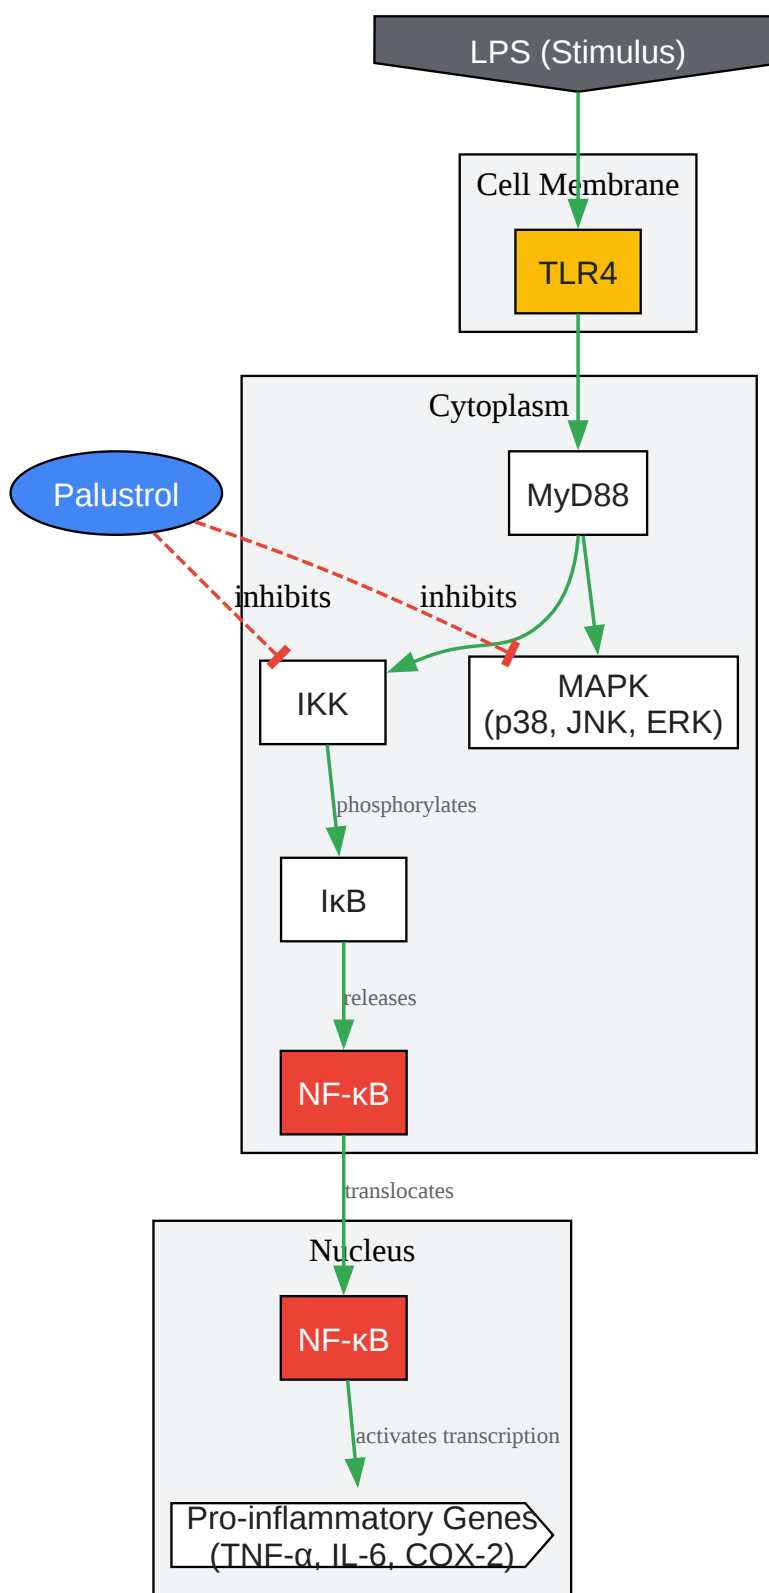 LPS (Stimulus)
Cell Membrane
TLR4
Cytoplasm
MyD88
Palustrol
inhibits
inhibits
IKK
MAPK
(p38, JNK, ERK)
phosphorylates
IκB
releases
NF-κB
translocates
Nucleus
NF-κB
activates transcription
Pro-inflammatory Genes
(TNF-α, IL-6, COX-2)